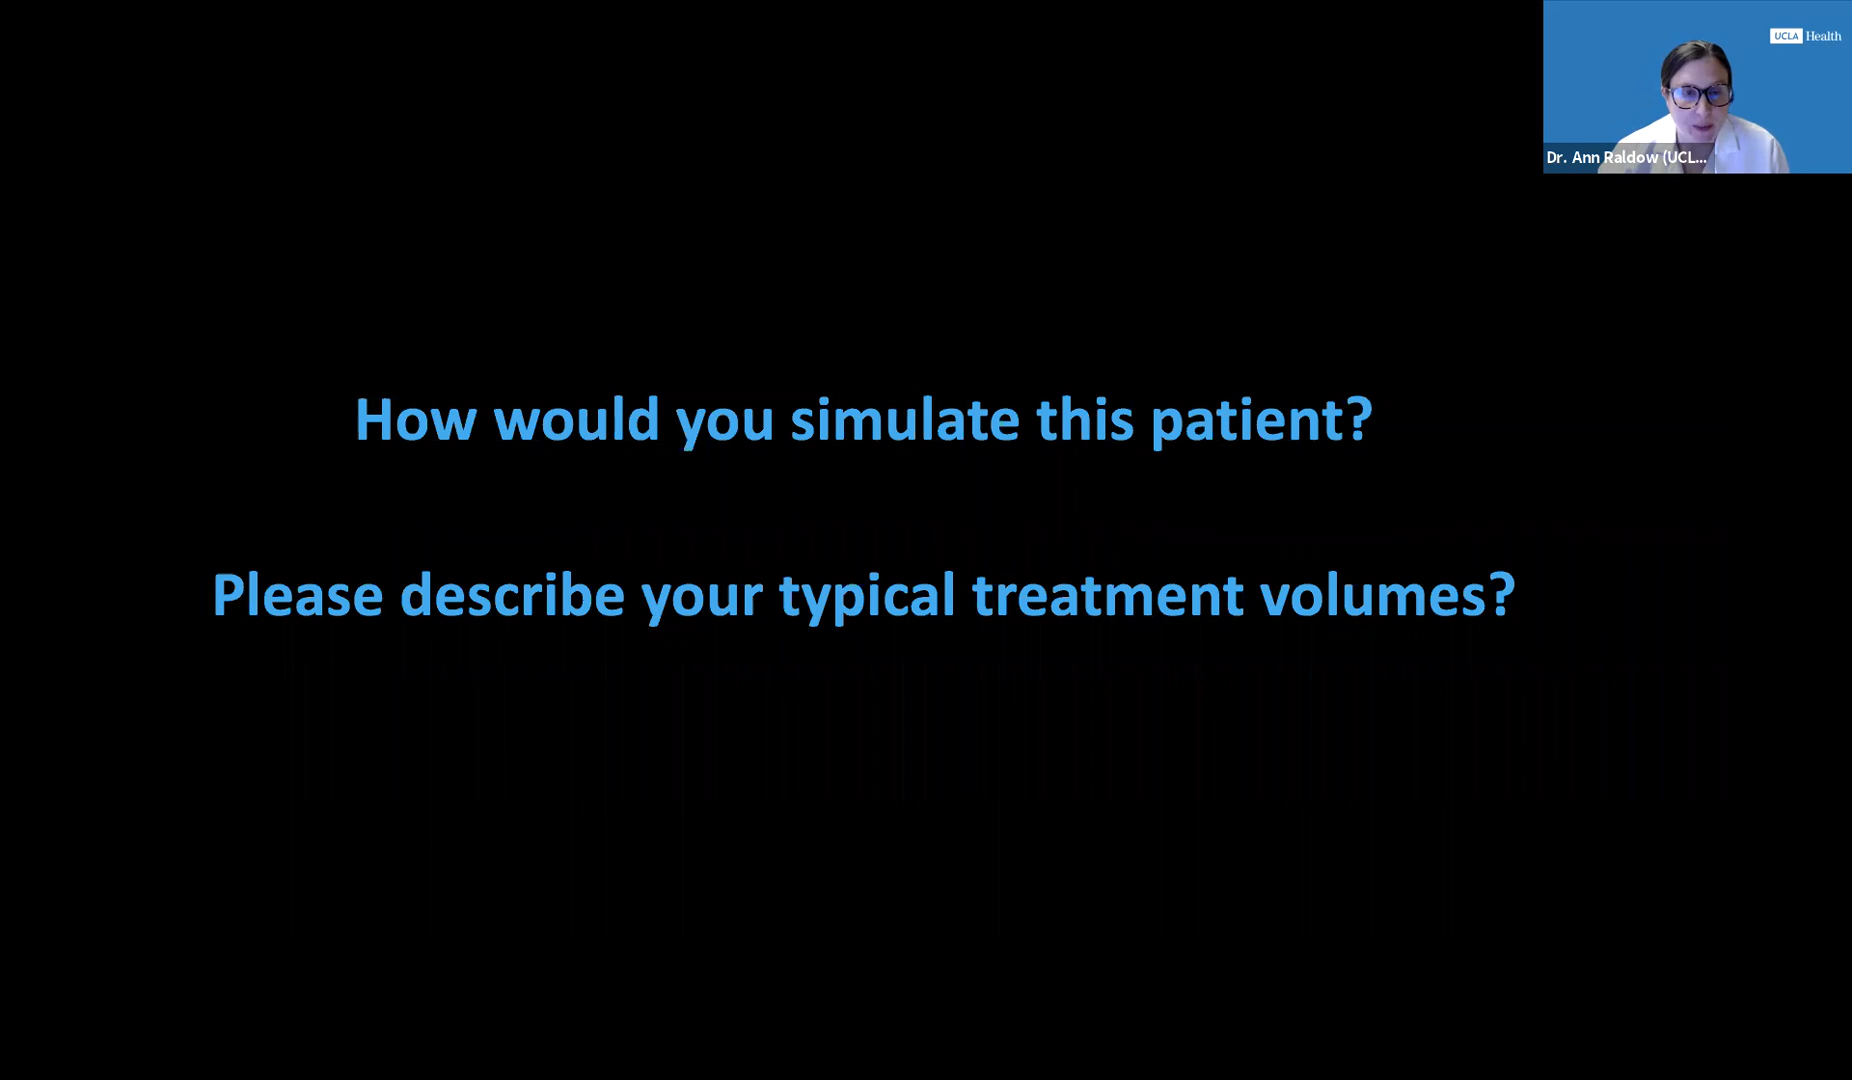 UCLA Health
Dr. Ann Raldow (UCL...
How would you simulate this patient?
Please describe your typical treatment volumes?